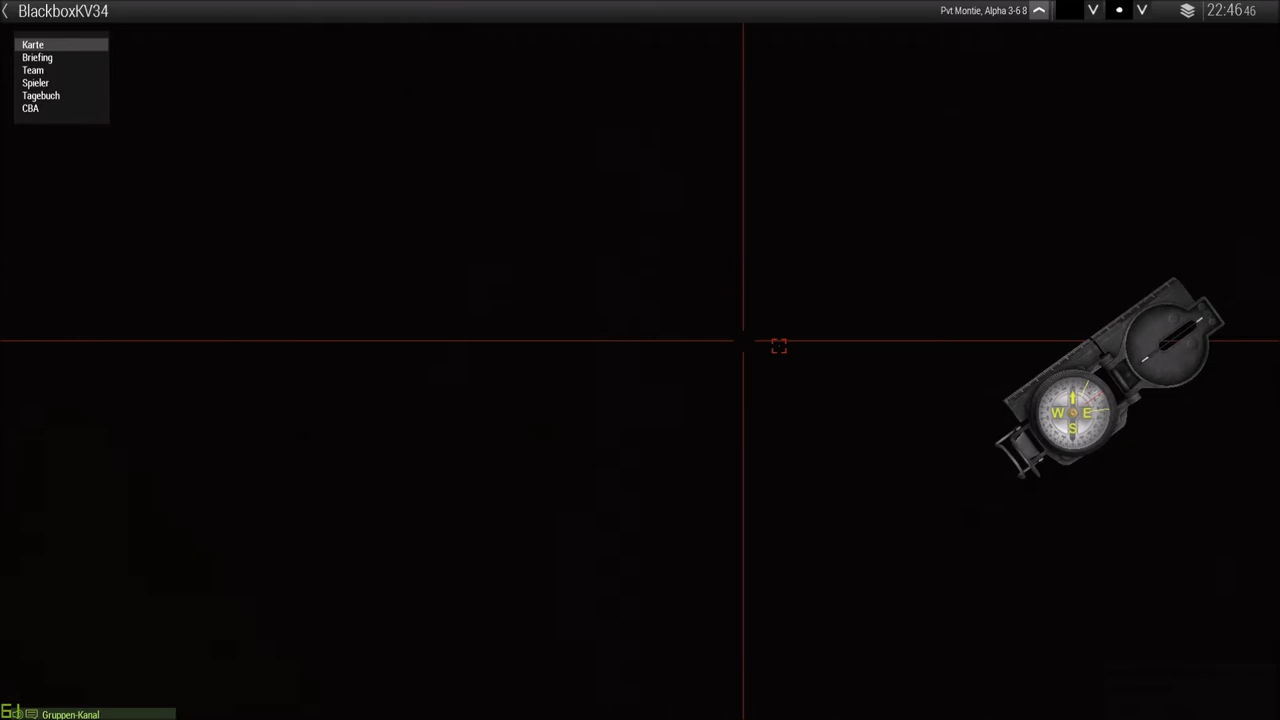 BlackboxKV34
Pvt Montie, Alpha 3-6 8
22:46 46
Karte
Briefing
Team
Spieler
Tagebuch
CBA
W E
S
Gruppen-Kanal